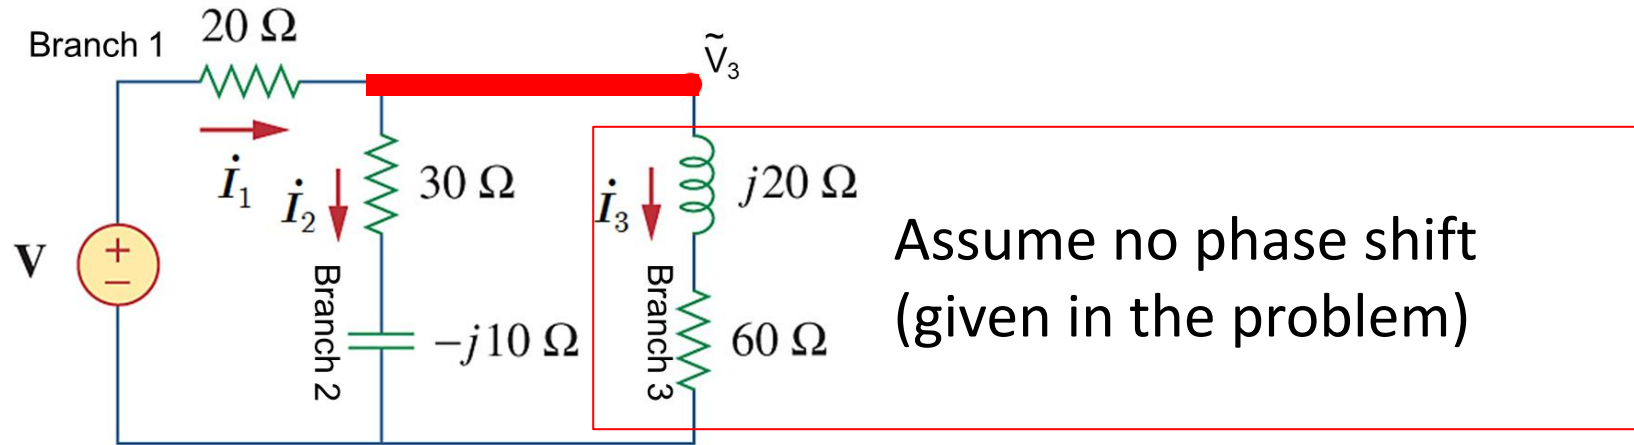 Branch 1
20 Ω
Ṽ₃
İ₁
İ₂
30 Ω
İ₃
j20 Ω
V
+
−
Branch 2
−j10 Ω
Branch 3
60 Ω
Assume no phase shift
(given in the problem)